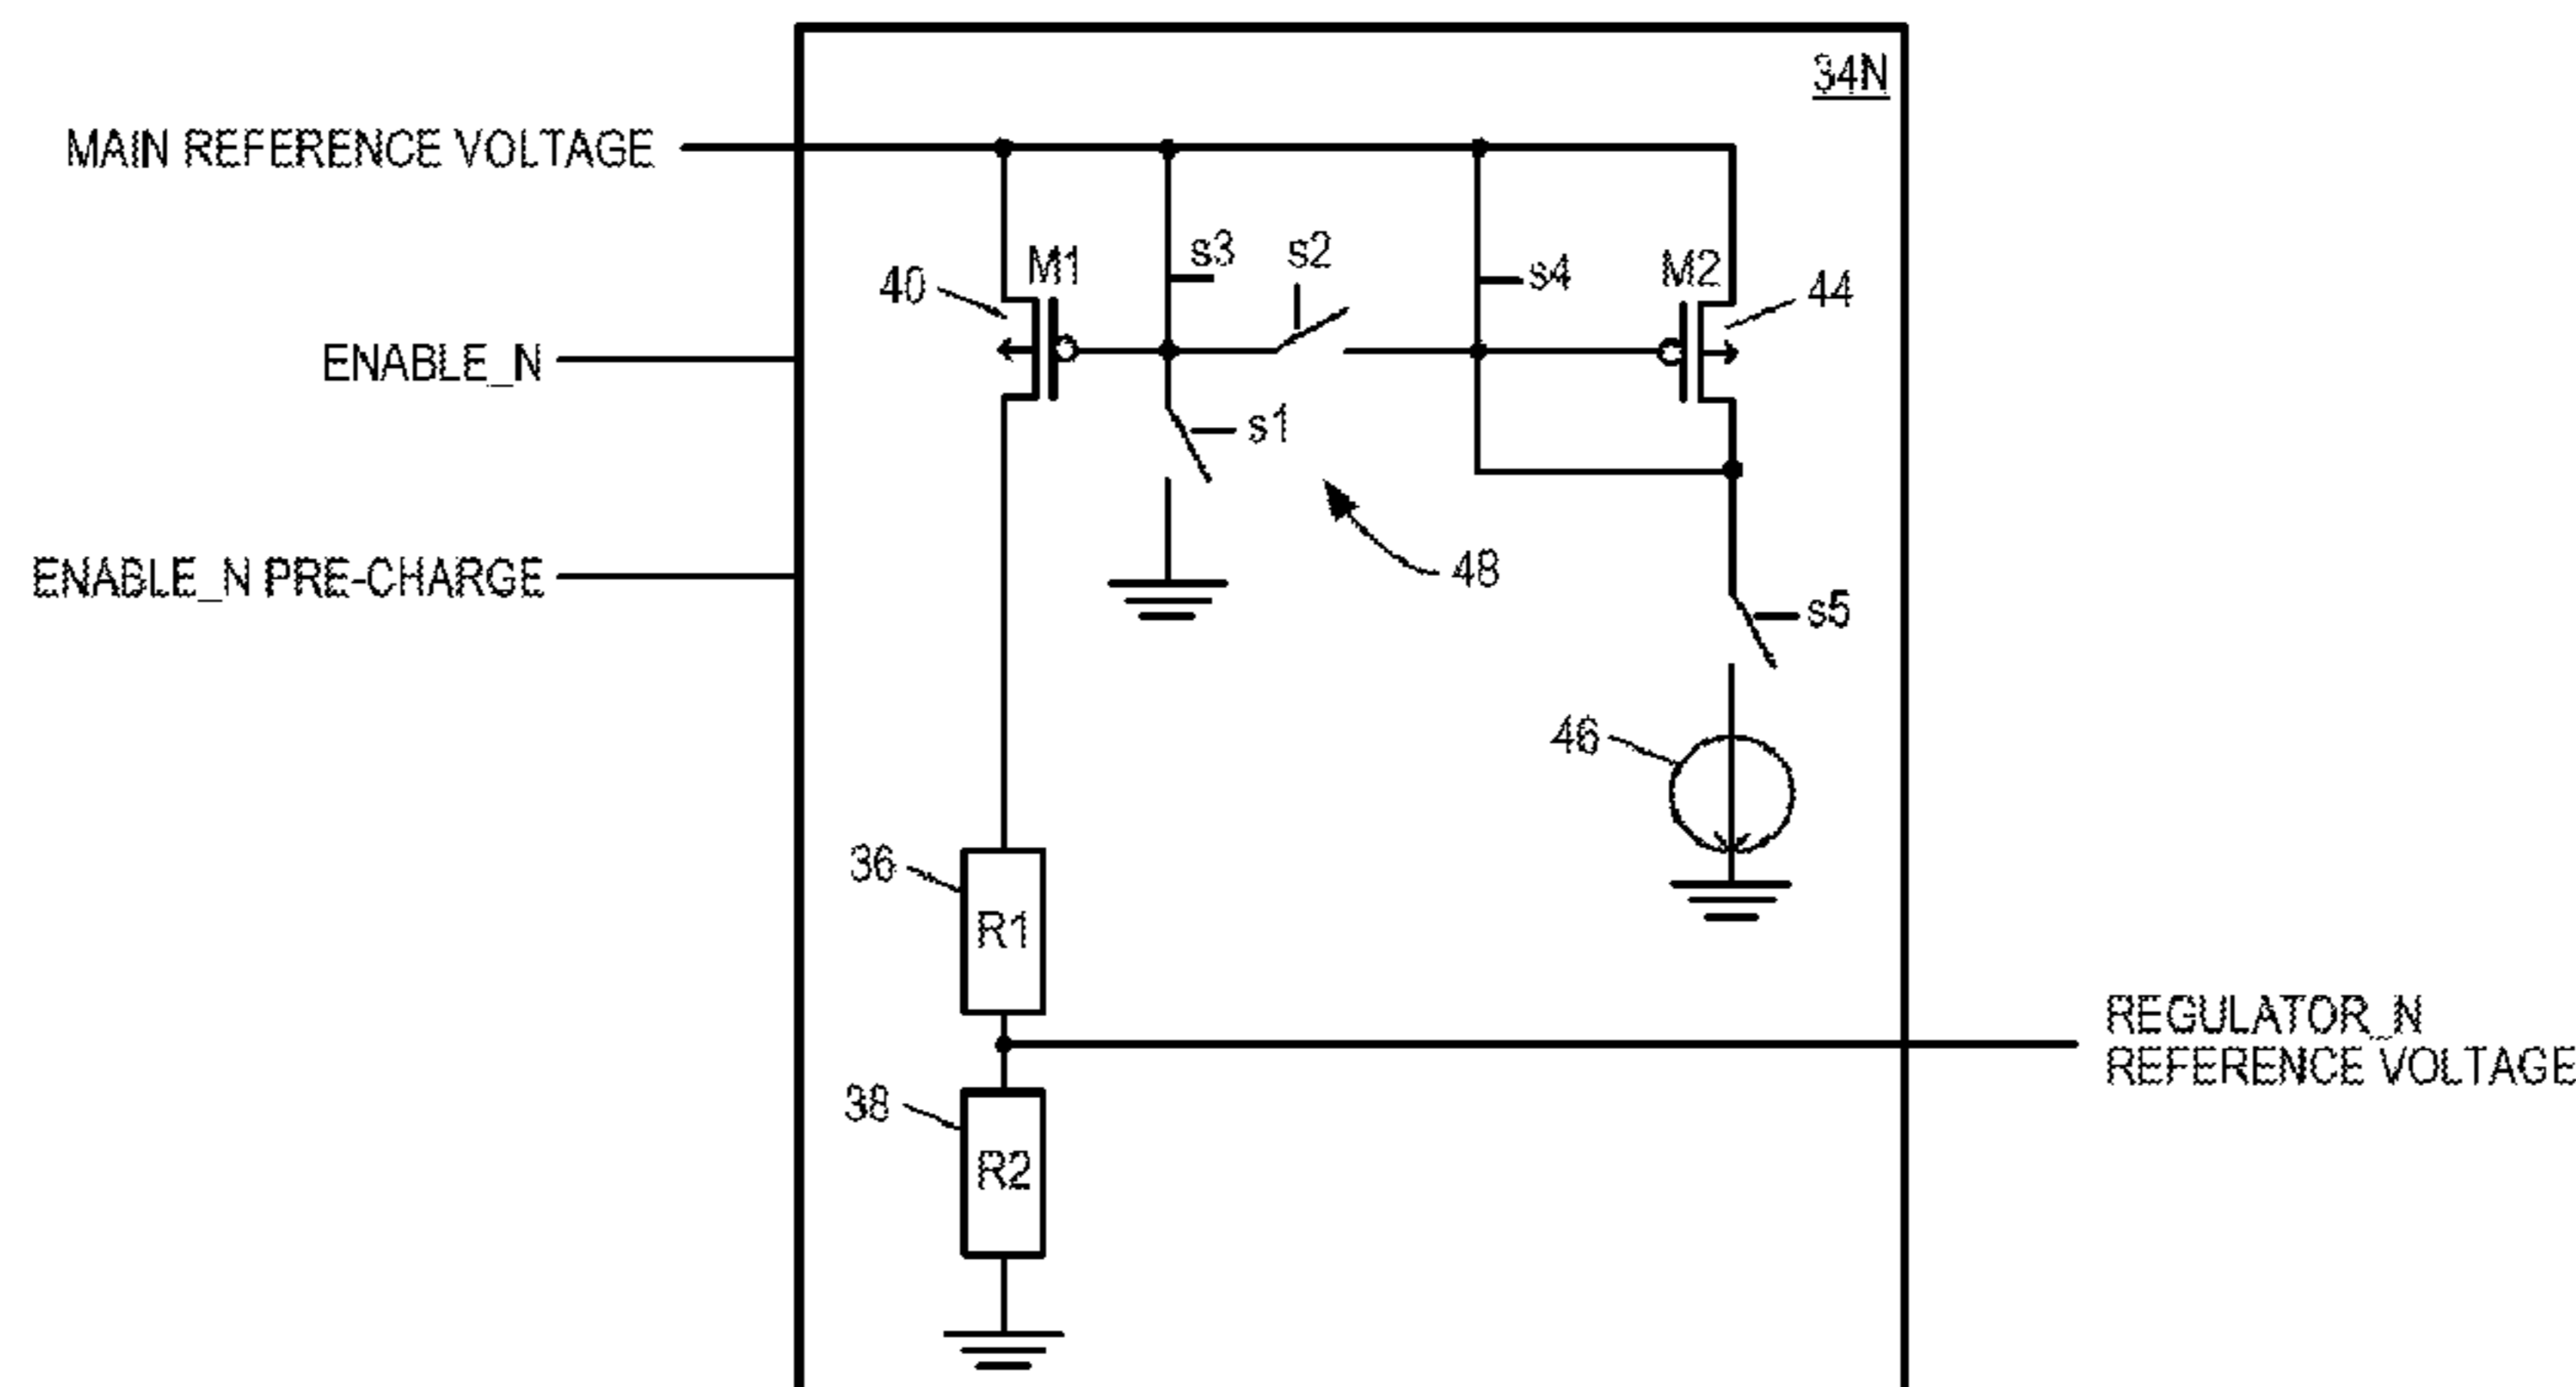 34N
MAIN REFERENCE VOLTAGE
s3
s2
M1
s4
M2
40
44
ENABLE_N
s1
48
ENABLE_N PRE-CHARGE
s5
46
36
R1
REGULATOR_N
REFERENCE VOLTAGE
38
R2